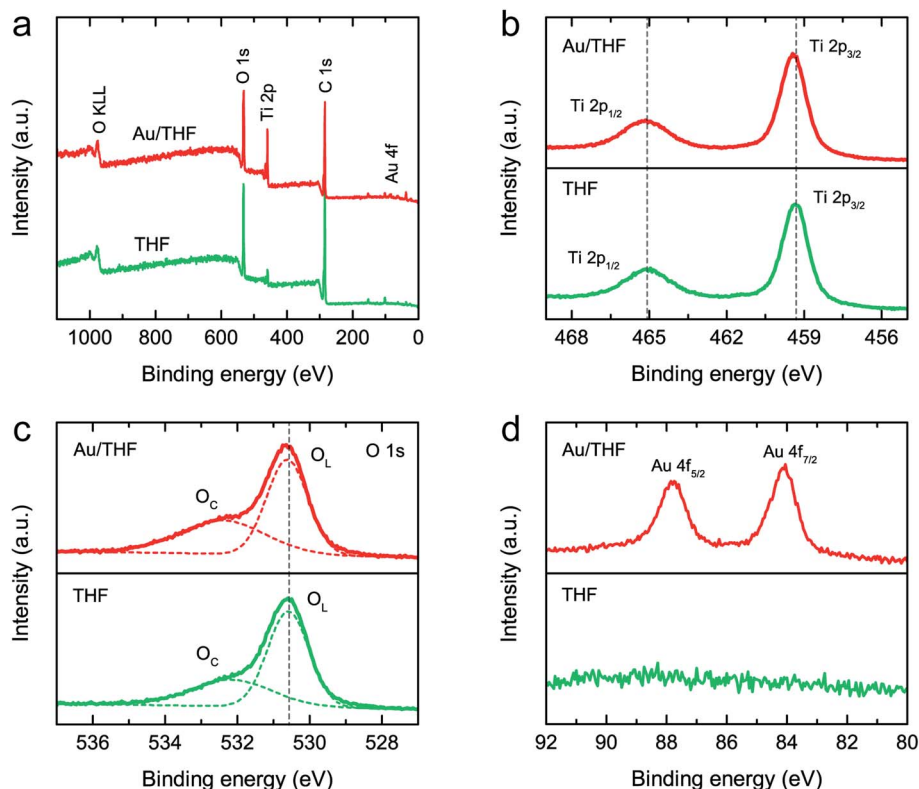 a
O KLL
O 1s
Ti 2p
C 1s
Au 4f
Au/THF
THF
Intensity (a.u.)
1000 800 600 400 200 0
Binding energy (eV)
b
Au/THF
Ti 2p3/2
Ti 2p1/2
THF
Ti 2p3/2
Ti 2p1/2
Intensity (a.u.)
468 465 462 459 456
Binding energy (eV)
c
Au/THF
O 1s
OL
OC
THF
OL
OC
Intensity (a.u.)
536 534 532 530 528
Binding energy (eV)
d
Au/THF
Au 4f5/2
Au 4f7/2
THF
Intensity (a.u.)
92 90 88 86 84 82 80
Binding energy (eV)